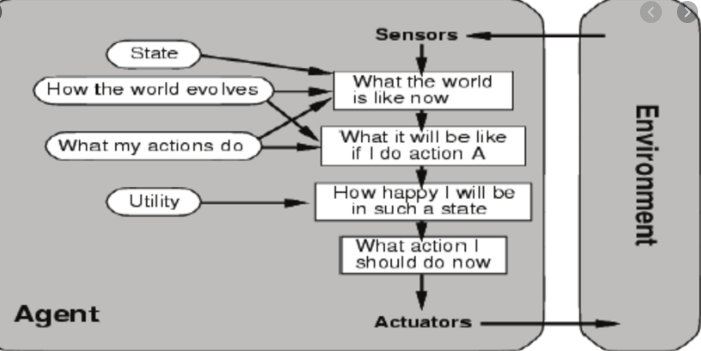 Sensors
State
How the world evolves
What the world
is like now
What my actions do
What it will be like
if I do action A
Utility
How happy I will be
in such a state
What action I
should do now
Agent
Actuators
Environment